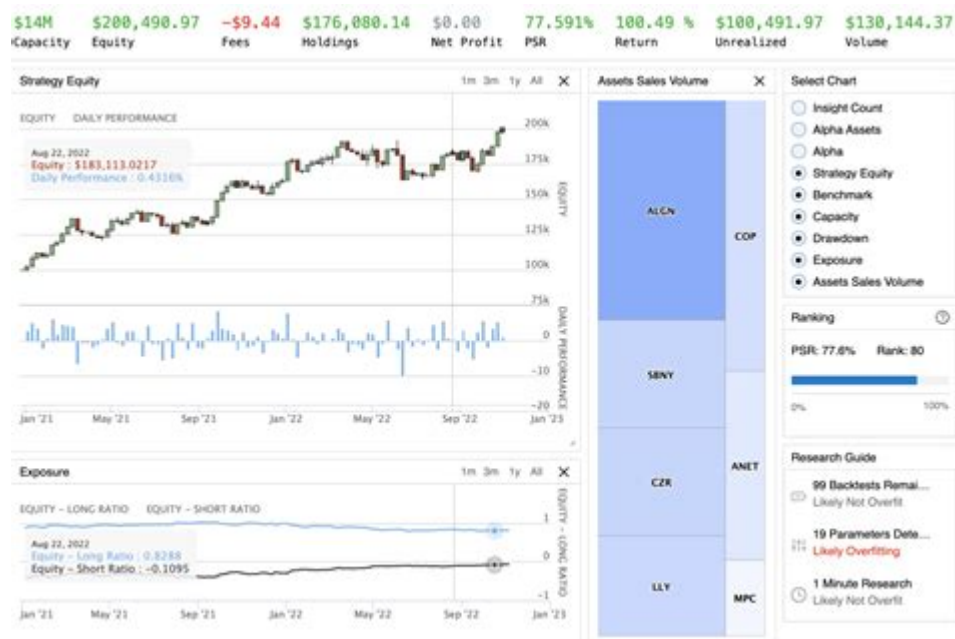 $14M $200,490.97 -$9.44 $176,080.14 $0.00 77.591% 100.49 % $100,491.97 $130,144.37
Capacity Equity Fees Holdings Net Profit PSR Return Unrealized Volume
Strategy Equity 1m 3m 1y All
EQUITY DAILY PERFORMANCE
Aug 22, 2022
Equity : $183,113.0217
Daily Performance : 0.4316%
200k
175k
150k
125k
100k
75k
EQUITY
0
-10
-20
DAILY PERFORMANCE
Jan '21 May '21 Sep '21 Jan '22 May '22 Sep '22 Jan '23
Exposure 1m 3m 1y All
EQUITY - LONG RATIO EQUITY - SHORT RATIO
Aug 22, 2022
Equity - Long Ratio : 0.8288
Equity - Short Ratio : -0.1095
1
0
-1
EQUITY - LONG RATIO
Jan '21 May '21 Sep '21 Jan '22 May '22 Sep '22 Jan '23
Assets Sales Volume
ALGN
COP
SBNY
CZR
ANET
LLY
MPC
Select Chart
Insight Count
Alpha Assets
Alpha
Strategy Equity
Benchmark
Capacity
Drawdown
Exposure
Assets Sales Volume
Ranking
PSR: 77.6% Rank: 80
0% 100%
Research Guide
99 Backtests Remai...
Likely Not Overfit
19 Parameters Dete...
Likely Overfitting
1 Minute Research
Likely Not Overfit